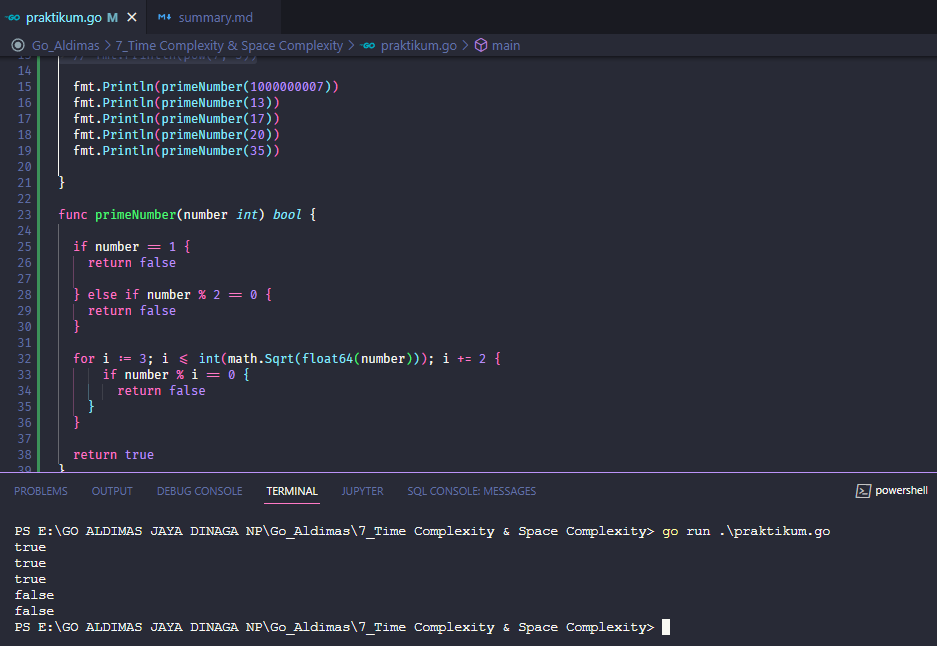 praktikum.go M
summary.md
Go_Aldimas > 7_Time Complexity & Space Complexity > praktikum.go > main
14
15 fmt.Println(primeNumber(1000000007))
16 fmt.Println(primeNumber(13))
17 fmt.Println(primeNumber(17))
18 fmt.Println(primeNumber(20))
19 fmt.Println(primeNumber(35))
20
21 }
22
23 func primeNumber(number int) bool {
24
25 if number == 1 {
26 return false
27
28 } else if number % 2 == 0 {
29 return false
30 }
31
32 for i := 3; i <= int(math.Sqrt(float64(number))); i += 2 {
33 if number % i == 0 {
34 return false
35 }
36 }
37
38 return true
39 }
PROBLEMS OUTPUT DEBUG CONSOLE TERMINAL JUPYTER SQL CONSOLE: MESSAGES powershell
PS E:\GO ALDIMAS JAYA DINAGA NP\Go_Aldimas\7_Time Complexity & Space Complexity> go run .\praktikum.go
true
true
true
false
false
PS E:\GO ALDIMAS JAYA DINAGA NP\Go_Aldimas\7_Time Complexity & Space Complexity>